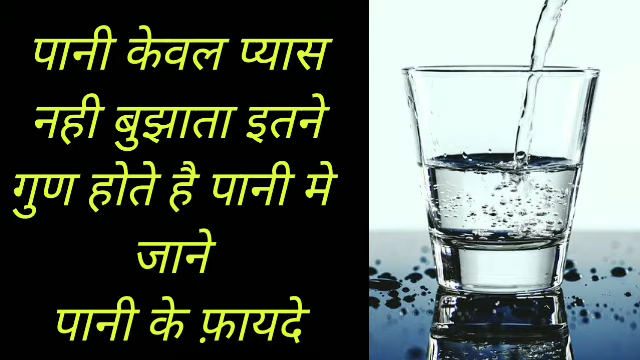 पानी केवल प्यास
नही बुझाता इतने
गुण होते है पानी मे
जाने
पानी के फ़ायदे